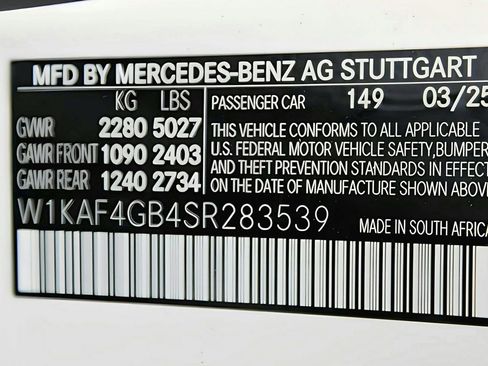 MFD BY MERCEDES-BENZ AG STUTTGART
KG LBS PASSENGER CAR 149 03/25
GVWR 2280 5027 THIS VEHICLE CONFORMS TO ALL APPLICABLE
GAWR FRONT 1090 2403 U.S. FEDERAL MOTOR VEHICLE SAFETY, BUMPER
GAWR REAR 1240 2734 AND THEFT PREVENTION STANDARDS IN EFFECT
ON THE DATE OF MANUFACTURE SHOWN ABOVE.
W1KAF4GB4SR283539 MADE IN SOUTH AFRICA